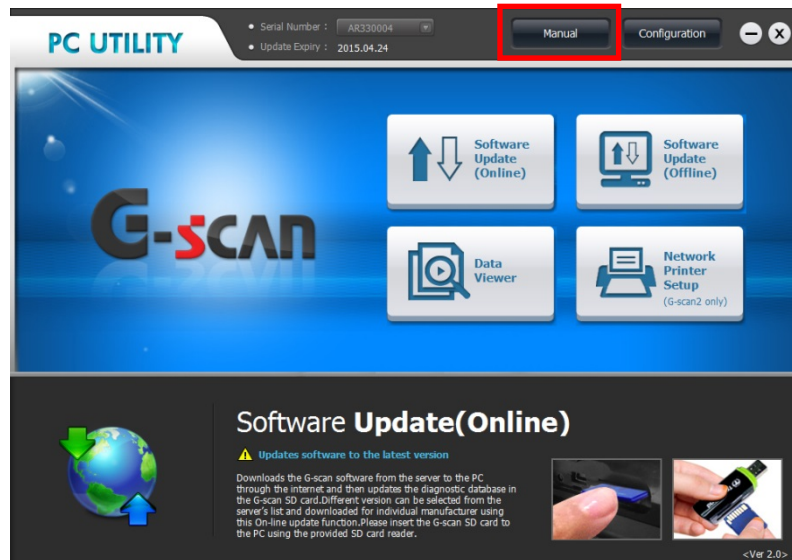 PC UTILITY
• Serial Number : AR330004
• Update Expiry : 2015.04.24
Manual
Configuration
G-scan
Software
Update
(Online)
Software
Update
(Offline)
Data
Viewer
Network
Printer
Setup
(G-scan2 only)
Software Update(Online)
Updates software to the latest version
Downloads the G-scan software from the server to the PC
through the internet and then updates the diagnostic database in
the G-scan SD card.Different version can be selected from the
server's list and downloaded for individual manufacturer using
this On-line update function.Please insert the G-scan SD card to
the PC using the provided SD card reader.
<Ver 2.0>